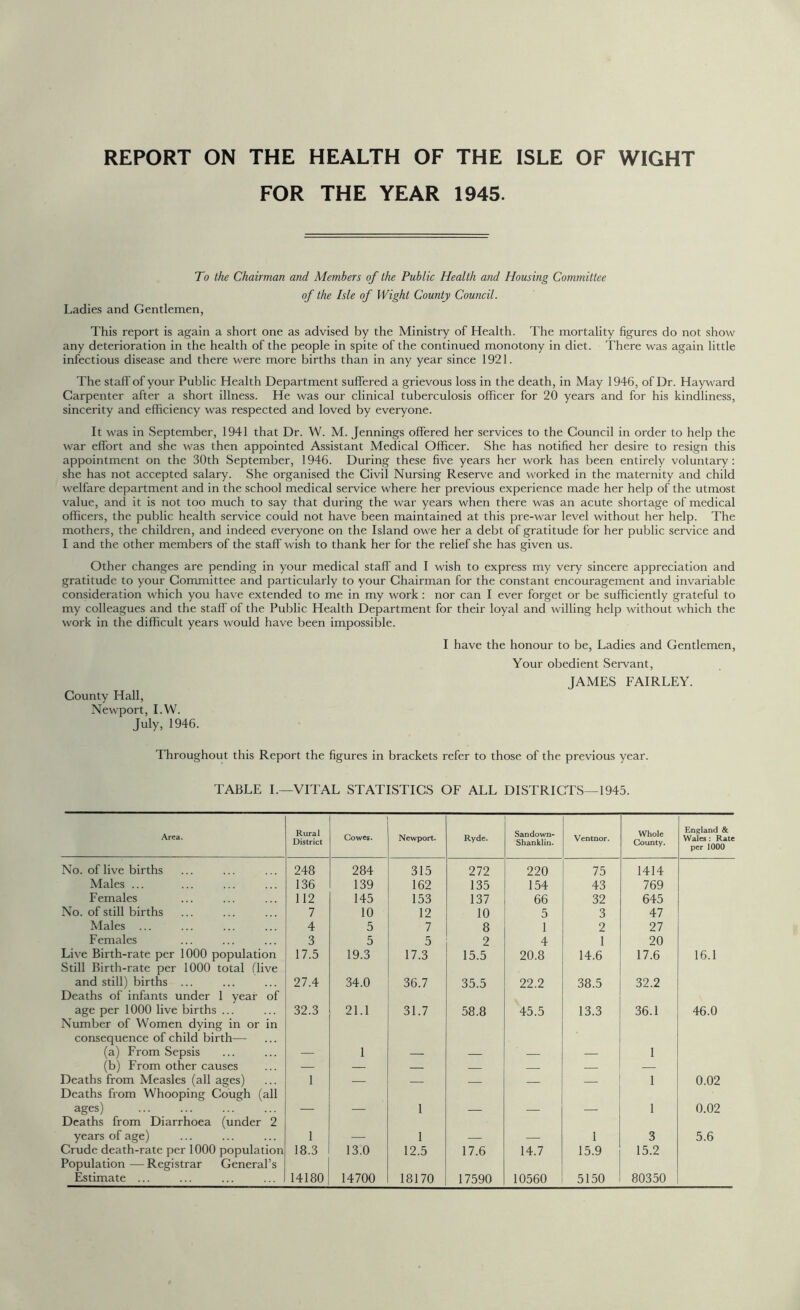 REPORT ON THE HEALTH OF THE ISLE OF WIGHT
FOR THE YEAR 1945.
To the Chairman and Members of the Public Health and Housing Committee
of the Isle of Wight County Council.
Ladies and Gentlemen,
This report is again a short one as advised by the Ministry of Health. The mortality figures do not show
any deterioration in the health of the people in spite of the continued monotony in diet. There was again little
infectious disease and there were more births than in any year since 1921.
The staff of your Public Health Department suffered a grievous loss in the death, in May 1946, of Dr. Hayward
Carpenter after a short illness. He was our clinical tuberculosis officer for 20 years and for his kindliness,
sincerity and efficiency was respected and loved by everyone.
It was in September, 1941 that Dr. W. M. Jennings offered her services to the Council in order to help the
war effort and she was then appointed Assistant Medical Officer. She has notified her desire to resign this
appointment on the 30th September, 1946. During these five years her work has been entirely voluntary:
she has not accepted salary. She organised the Civil Nursing Reserve and worked in the maternity and child
welfare department and in the school medical service where her previous experience made her help of the utmost
value, and it is not too much to say that during the war years when there was an acute shortage of medical
officers, the public health service could not have been maintained at this pre-war level without her help. The
mothers, the children, and indeed everyone on the Island owe her a debt of gratitude for her public service and
I and the other members of the staff wish to thank her for the relief she has given us.
Other changes are pending in your medical staff and I wish to express my very sincere appreciation and
gratitude to your Committee and particularly to your Chairman for the constant encouragement and invariable
consideration which you have extended to me in my work : nor can I ever forget or be sufficiently grateful to
my colleagues and the staff of the Public Health Department for their loyal and willing help without which the
work in the difficult years would have been impossible.
I have the honour to be, Ladies and Gentlemen,
Your obedient Servant,
JAMES FAIRLEY.
County Hall,
Newport, I.W.
July, 1946.
Throughout this Report the figures in brackets refer to those of the previous year.
TABLE I.—VITAL STATISTICS OF ALL DISTRICTS—1945.
Area. Rural District Cowes. Newport. Ryde. Sandown-Shanklin. Ventnor. Whole County. England & Wales : Rate per 1000
No. of live births ... ... ... 248 284 315 272 220 75 1414
Males ... ... ... ... 136 139 162 135 154 43 769
Females ... ... ... 112 145 153 137 66 32 645
No. of still births ... ... ... 7 10 12 10 5 3 47
Males ... ... ... ... 4 5 7 8 1 2 27
Females ... ... ... 3 5 5 2 4 1 20
Live Birth-rate per 1000 population 17.5 19.3 17.3 15.5 20.8 14.6 17.6 16.1
Still Birth-rate per 1000 total (live
and still) births ... ... ... 27.4 34.0 36.7 35.5 22.2 38.5 32.2
Deaths of infants under 1 year of
age per 1000 live births ... ... 32.3 21.1 31.7 58.8 45.5 13.3 36.1 46.0
Number of Women dying in or in
consequence of child birth— ...
(a) From Sepsis ... ... — 1 — — — — 1
(b) From other causes ... — — — — — — —
Deaths from Measles (all ages) ... 1 — — — — — 1 0.02
Deaths from Whooping Cough (all
ages) ... ... ... ... — — 1 — — — 1 0.02
Deaths from Diarrhoea (under 2
years of age) ... ... ... 1 — 1 — — 1 3 5.6
Crude death-rate per 1000 population 18.3 13.0 12.5 17.6 14.7 15.9 15.2
Population—Registrar General's
Estimate ... ... ... ... 14180 14700 18170 17590 10560 5150 80350